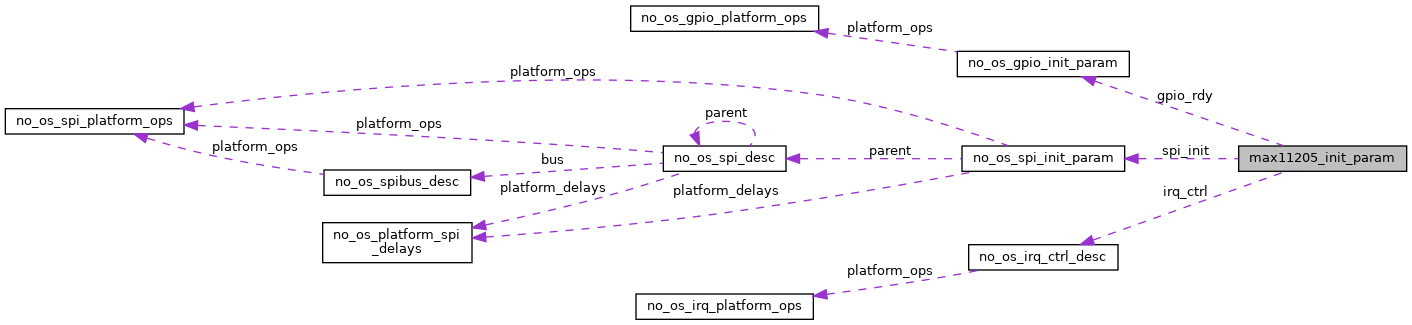 no_os_gpio_platform_ops
platform_ops
no_os_gpio_init_param
platform_ops
gpio_rdy
no_os_spi_platform_ops
parent
platform_ops
platform_ops
bus
no_os_spi_desc
parent
no_os_spi_init_param
spi_init
max11205_init_param
no_os_spibus_desc
platform_delays
platform_delays
irq_ctrl
no_os_platform_spi
_delays
no_os_irq_ctrl_desc
platform_ops
no_os_irq_platform_ops